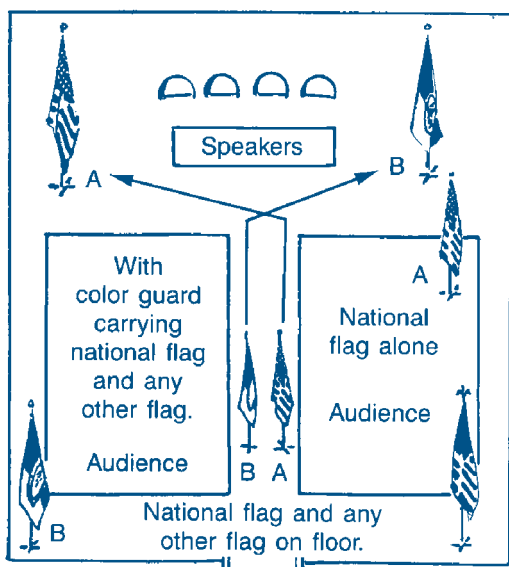 Speakers
A
B
With
color guard
carrying
national flag
and any
other flag.
Audience
B
B A
A
National
flag alone
Audience
National flag and any
other flag on floor.